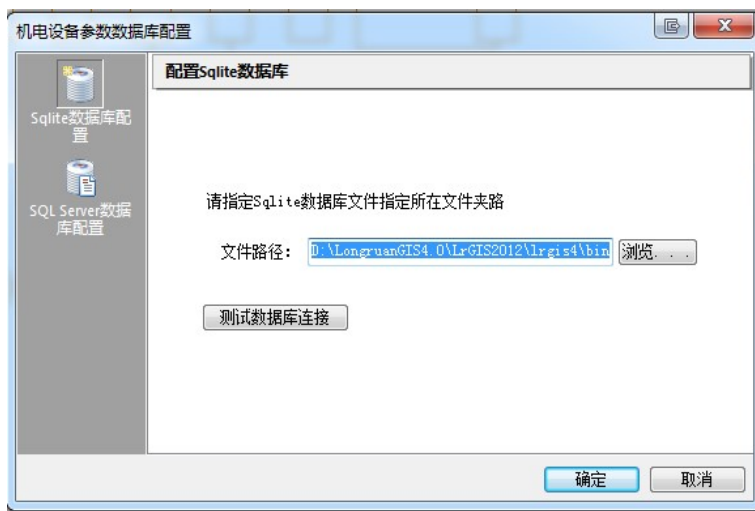 机电设备参数数据库配置
Sqlite数据库配
置
SQL Server数据
库配置
配置Sqlite数据库
请指定Sqlite数据库文件指定所在文件夹路
文件路径：
D:\LongruanGIS4.0\LrGIS2012\lrgis4\bin
浏览. . .
测试数据库连接
确定
取消